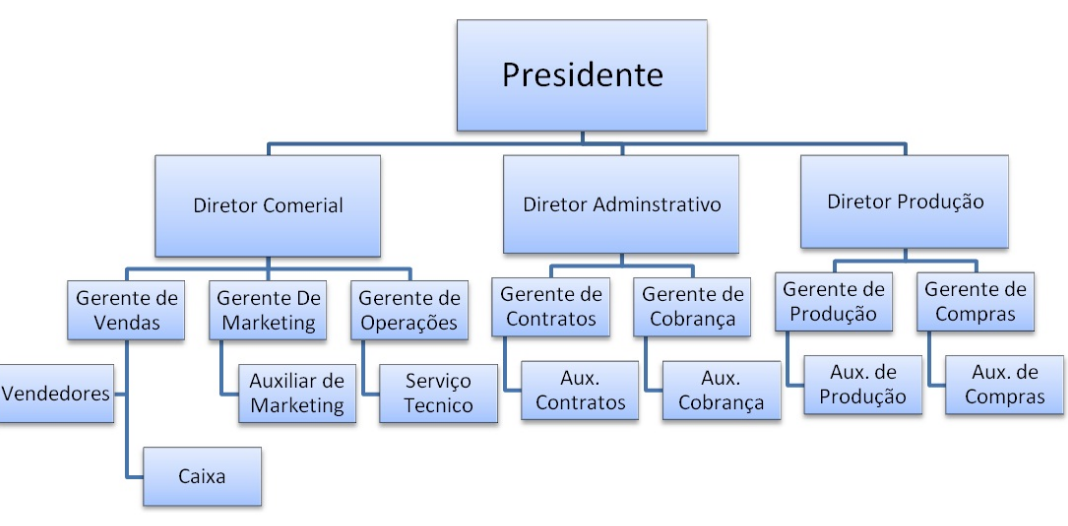 Presidente
Diretor Comerial
Diretor Adminstrativo
Diretor Produção
Gerente de
Vendas
Gerente De
Marketing
Gerente de
Operações
Gerente de
Contratos
Gerente de
Cobrança
Gerente de
Produção
Gerente de
Compras
Vendedores
Auxiliar de
Marketing
Serviço
Tecnico
Aux.
Contratos
Aux.
Cobrança
Aux. de
Produção
Aux. de
Compras
Caixa